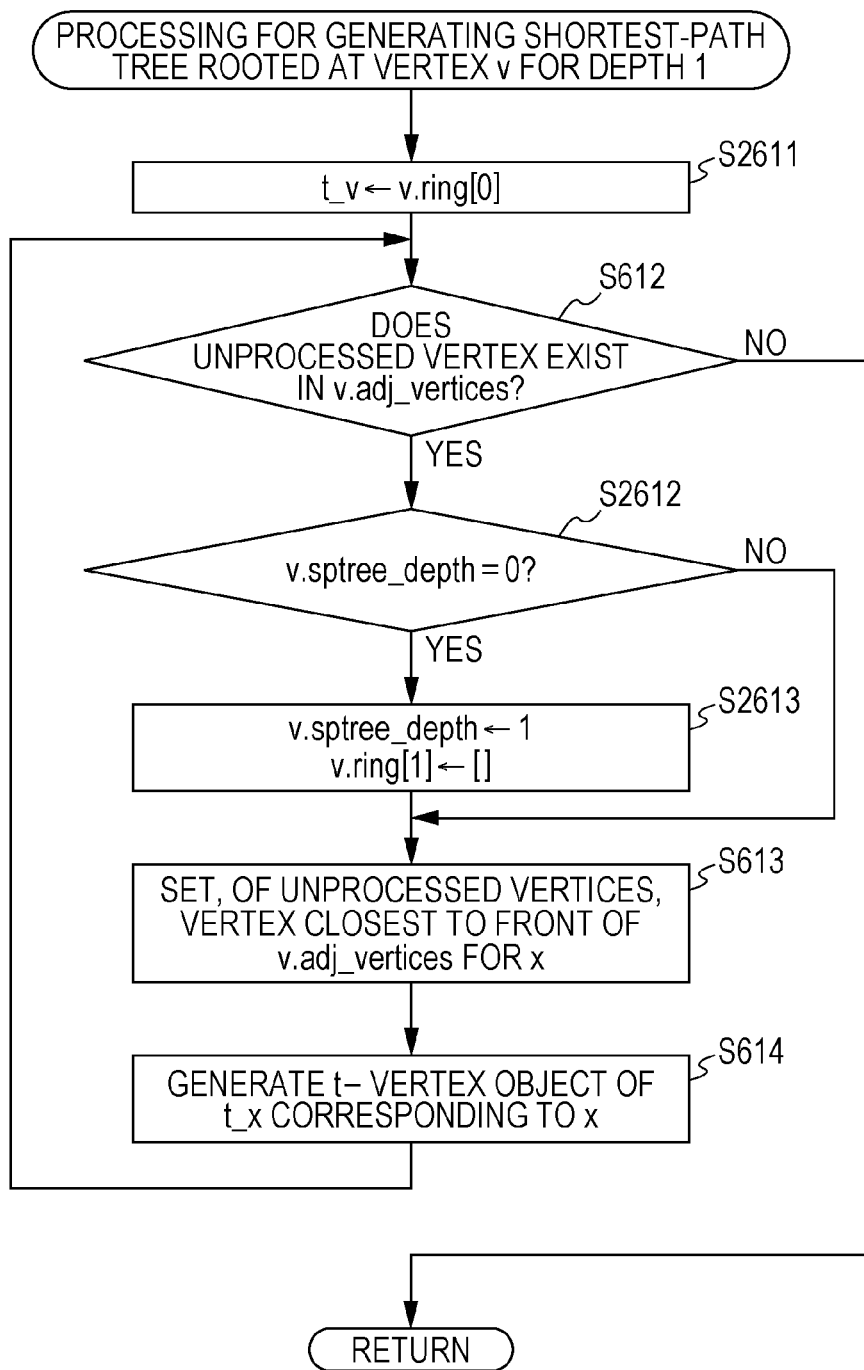 PROCESSING FOR GENERATING SHORTEST-PATH
TREE ROOTED AT VERTEX v FOR DEPTH 1
S2611
t_v ← v.ring[0]
S612
DOES
UNPROCESSED VERTEX EXIST
IN v.adj_vertices?
NO
YES
S2612
v.sptree_depth = 0?
NO
YES
S2613
v.sptree_depth ← 1
v.ring[1] ← [ ]
S613
SET, OF UNPROCESSED VERTICES,
VERTEX CLOSEST TO FRONT OF
v.adj_vertices FOR x
S614
GENERATE t– VERTEX OBJECT OF
t_x CORRESPONDING TO x
RETURN